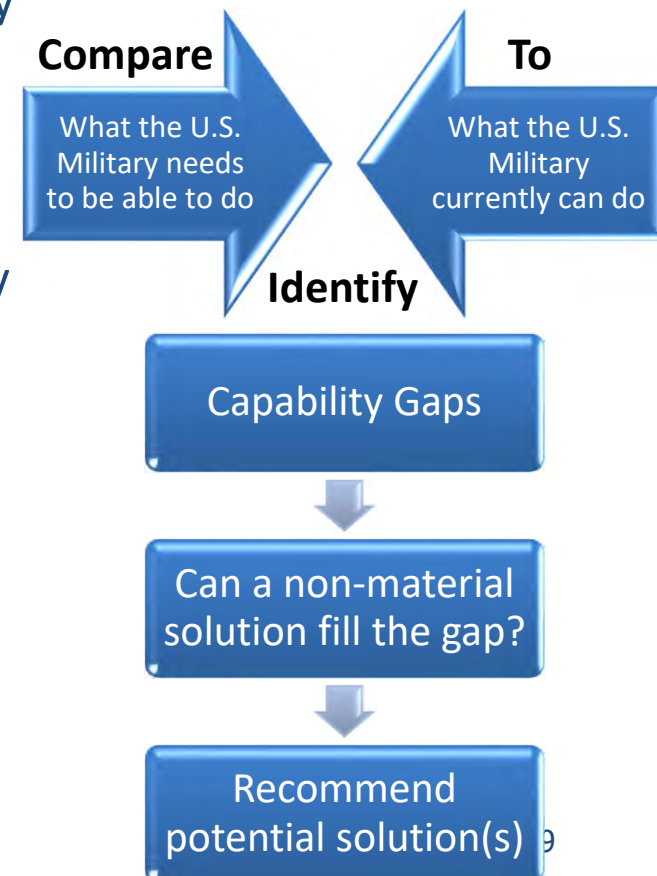 y
Compare
To
What the U.S.
Military needs
to be able to do
What the U.S.
Military
currently can do
y
Identify
Capability Gaps
Can a non-material
solution fill the gap?
Recommend
potential solution(s)
9